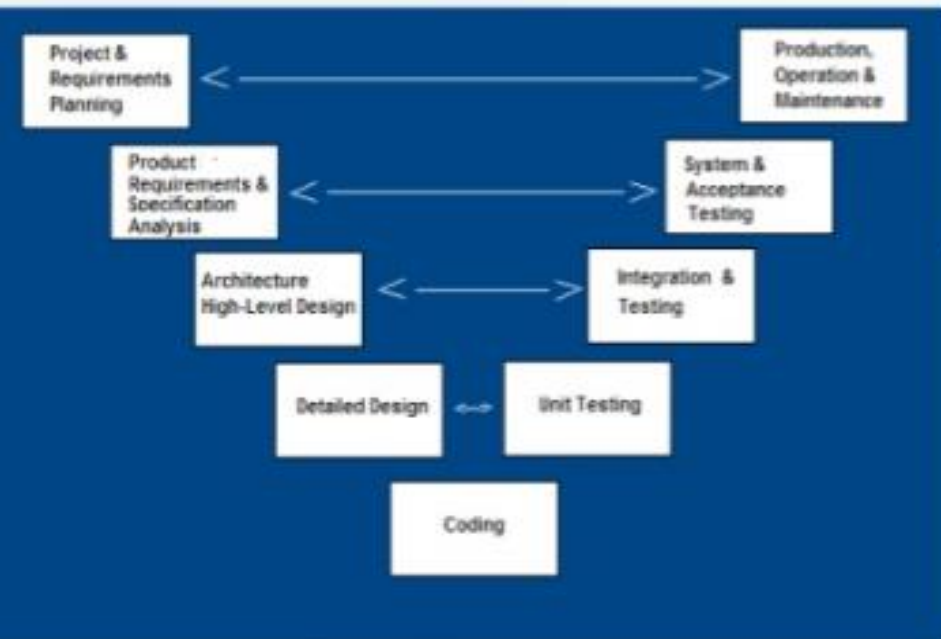 Project &
Requirements
Planning
Production,
Operation &
Maintenance
Product
Requirements &
Specification
Analysis
System &
Acceptance
Testing
Architecture
High-Level Design
Integration &
Testing
Detailed Design
Unit Testing
Coding